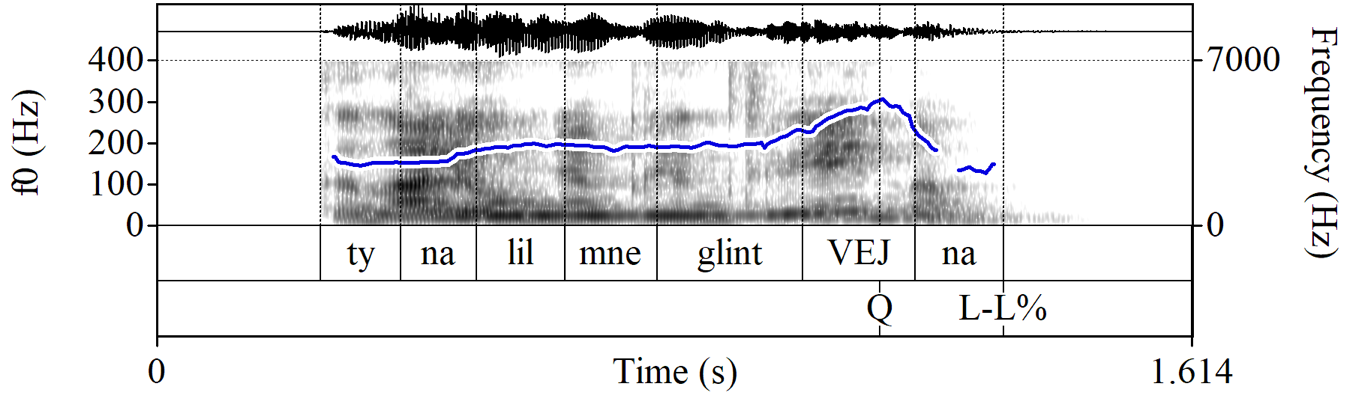 400
300
200
100
0
f0 (Hz)
7000
0
Frequency (Hz)
ty na lil mne glint VEJ na
Q L-L%
0 Time (s) 1.614